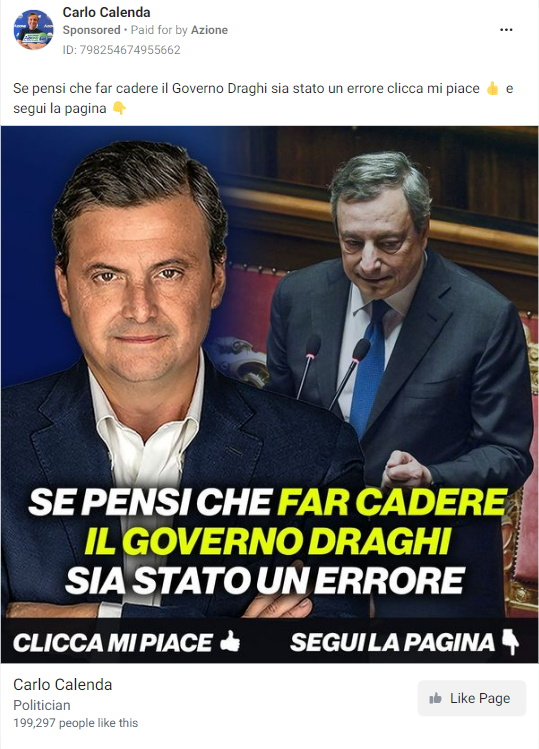 Carlo Calenda
Sponsored • Paid for by Azione
ID: 798254674955662
Se pensi che far cadere il Governo Draghi sia stato un errore clicca mi piace 👍 e
segui la pagina 👇
SE PENSI CHE FAR CADERE
IL GOVERNO DRAGHI
SIA STATO UN ERRORE
CLICCA MI PIACE 👍 SEGUI LA PAGINA 👇
Carlo Calenda
Politician
199,297 people like this
Like Page